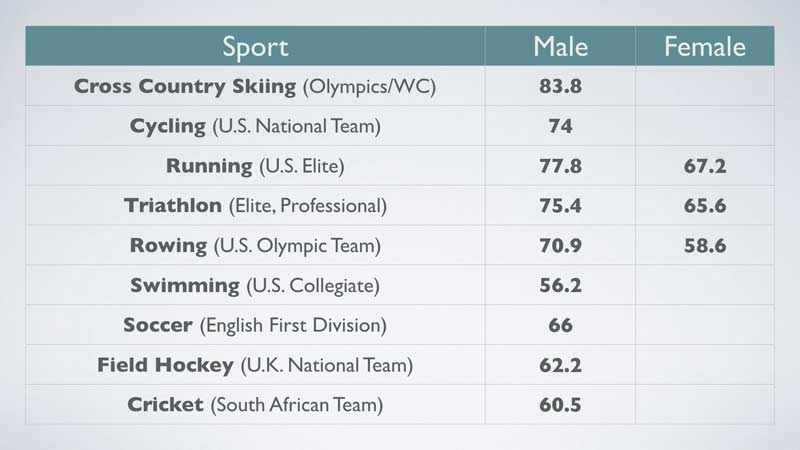 Sport Male Female
Cross Country Skiing (Olympics/WC) 83.8
Cycling (U.S. National Team) 74
Running (U.S. Elite) 77.8 67.2
Triathlon (Elite, Professional) 75.4 65.6
Rowing (U.S. Olympic Team) 70.9 58.6
Swimming (U.S. Collegiate) 56.2
Soccer (English First Division) 66
Field Hockey (U.K. National Team) 62.2
Cricket (South African Team) 60.5